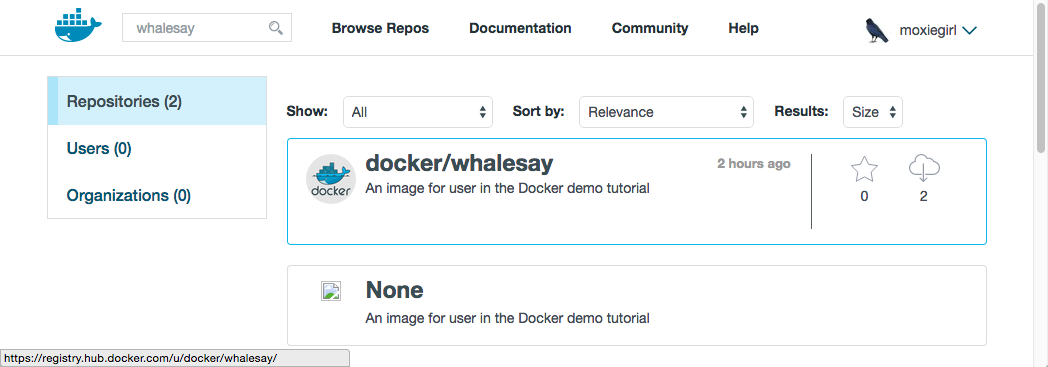 whalesay
Browse Repos
Documentation
Community
Help
moxiegirl
Repositories (2)
Users (0)
Organizations (0)
Show:
All
Sort by:
Relevance
Results:
Size
docker
docker/whalesay
2 hours ago
An image for user in the Docker demo tutorial
0
2
None
An image for user in the Docker demo tutorial
https://registry.hub.docker.com/u/docker/whalesay/